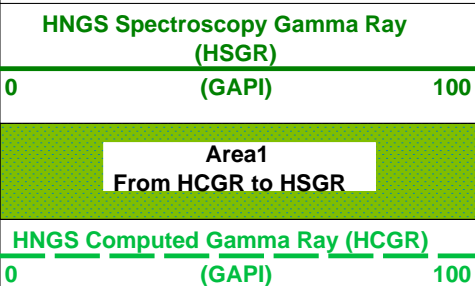 HNGS Spectroscopy Gamma Ray
(HSGR)
0 (GAPI) 100
Area1
From HCGR to HSGR
HNGS Computed Gamma Ray (HCGR)
0 (GAPI) 100